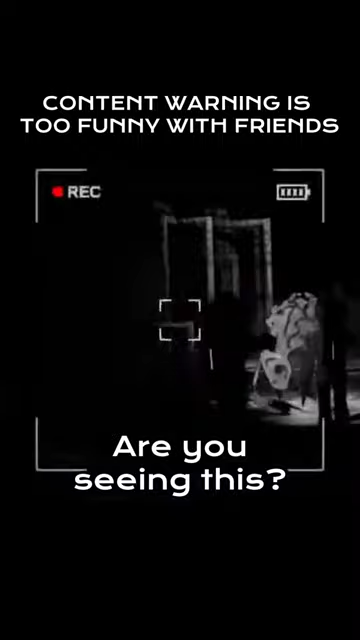 CONTENT WARNING IS
TOO FUNNY WITH FRIENDS
REC
Are you
seeing this?